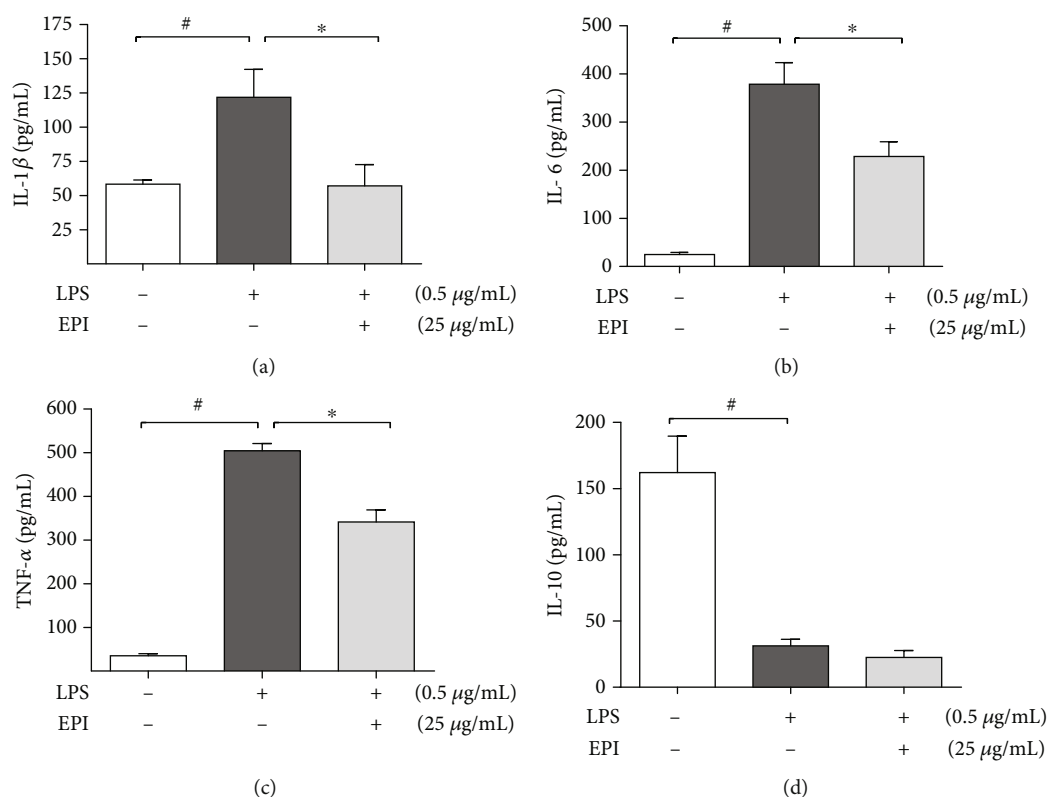 175
150
125
100
75
50
25
IL-1β (pg/mL)
#
*
LPS – + + (0.5 μg/mL)
EPI – – + (25 μg/mL)
(a)
500
400
300
200
100
0
IL- 6 (pg/mL)
#
*
LPS – + + (0.5 μg/mL)
EPI – – + (25 μg/mL)
(b)
600
500
400
300
200
100
TNF-α (pg/mL)
#
*
LPS – + + (0.5 μg/mL)
EPI – – + (25 μg/mL)
(c)
200
150
100
50
0
IL-10 (pg/mL)
#
LPS – + + (0.5 μg/mL)
EPI – – + (25 μg/mL)
(d)